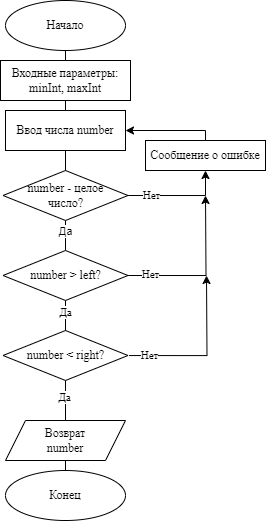 Начало
Входные параметры:
minInt, maxInt
Ввод числа number
Сообщение о ошибке
number - целое
число?
Нет
Да
number > left?
Нет
Да
number < right?
Нет
Да
Возврат
number
Конец